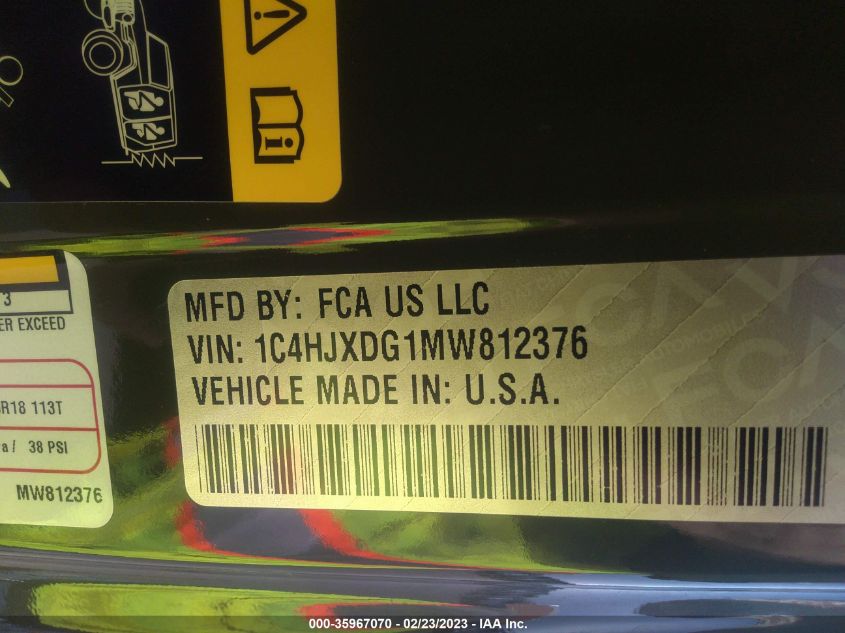 MFD BY: FCA US LLC
VIN: 1C4HJXDG1MW812376
VEHICLE MADE IN: U.S.A.
3
EXCEED
R18 113T
/ 38 PSI
MW812376
000-35967070 - 02/23/2023 - IAA Inc.